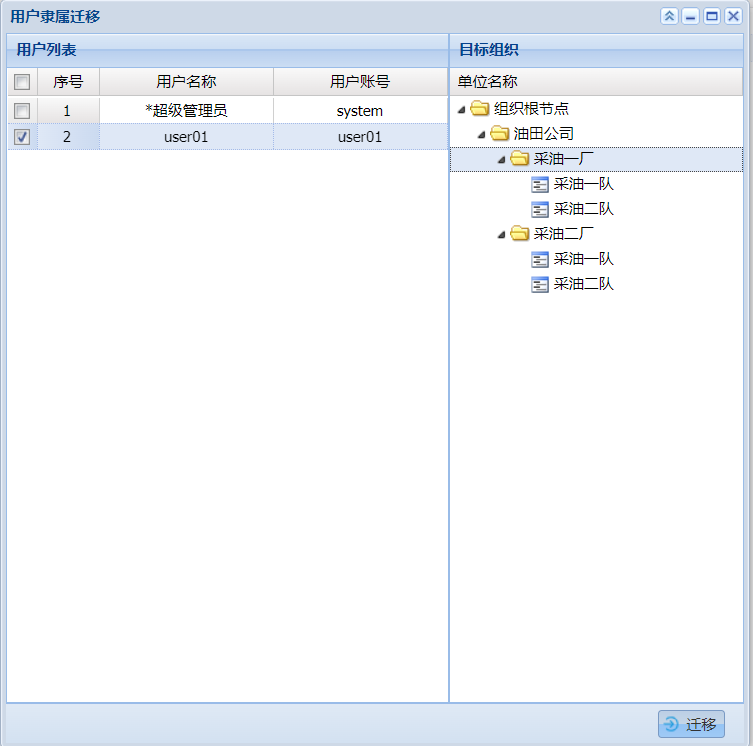 用户隶属迁移
用户列表
序号 用户名称 用户账号
1 *超级管理员 system
2 user01 user01
目标组织
单位名称
组织根节点
油田公司
采油一厂
采油一队
采油二队
采油二厂
采油一队
采油二队
迁移